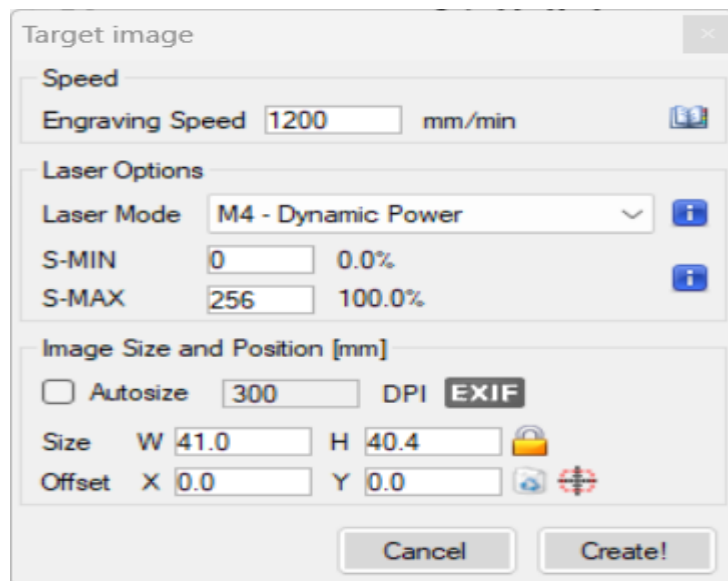 Target image
Speed
Engraving Speed 1200 mm/min
Laser Options
Laser Mode M4 - Dynamic Power
S-MIN 0 0.0%
S-MAX 256 100.0%
Image Size and Position [mm]
Autosize 300 DPI EXIF
Size W 41.0 H 40.4
Offset X 0.0 Y 0.0
Cancel Create!